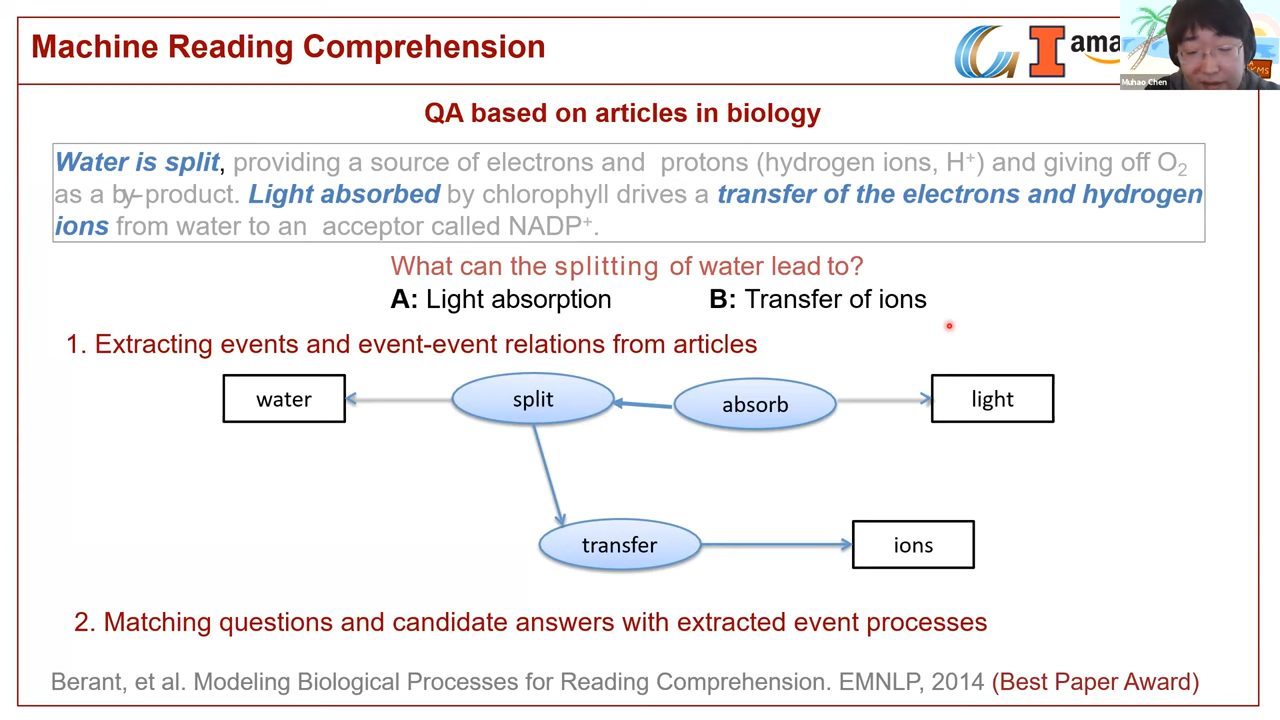 Machine Reading Comprehension
ama
Muhao Chen
QA based on articles in biology
Water is split, providing a source of electrons and protons (hydrogen ions, H⁺) and giving off O₂
as a by-product. Light absorbed by chlorophyll drives a transfer of the electrons and hydrogen
ions from water to an acceptor called NADP⁺.
What can the splitting of water lead to?
A: Light absorption B: Transfer of ions
1. Extracting events and event-event relations from articles
water split absorb light
transfer ions
2. Matching questions and candidate answers with extracted event processes
Berant, et al. Modeling Biological Processes for Reading Comprehension. EMNLP, 2014 (Best Paper Award)